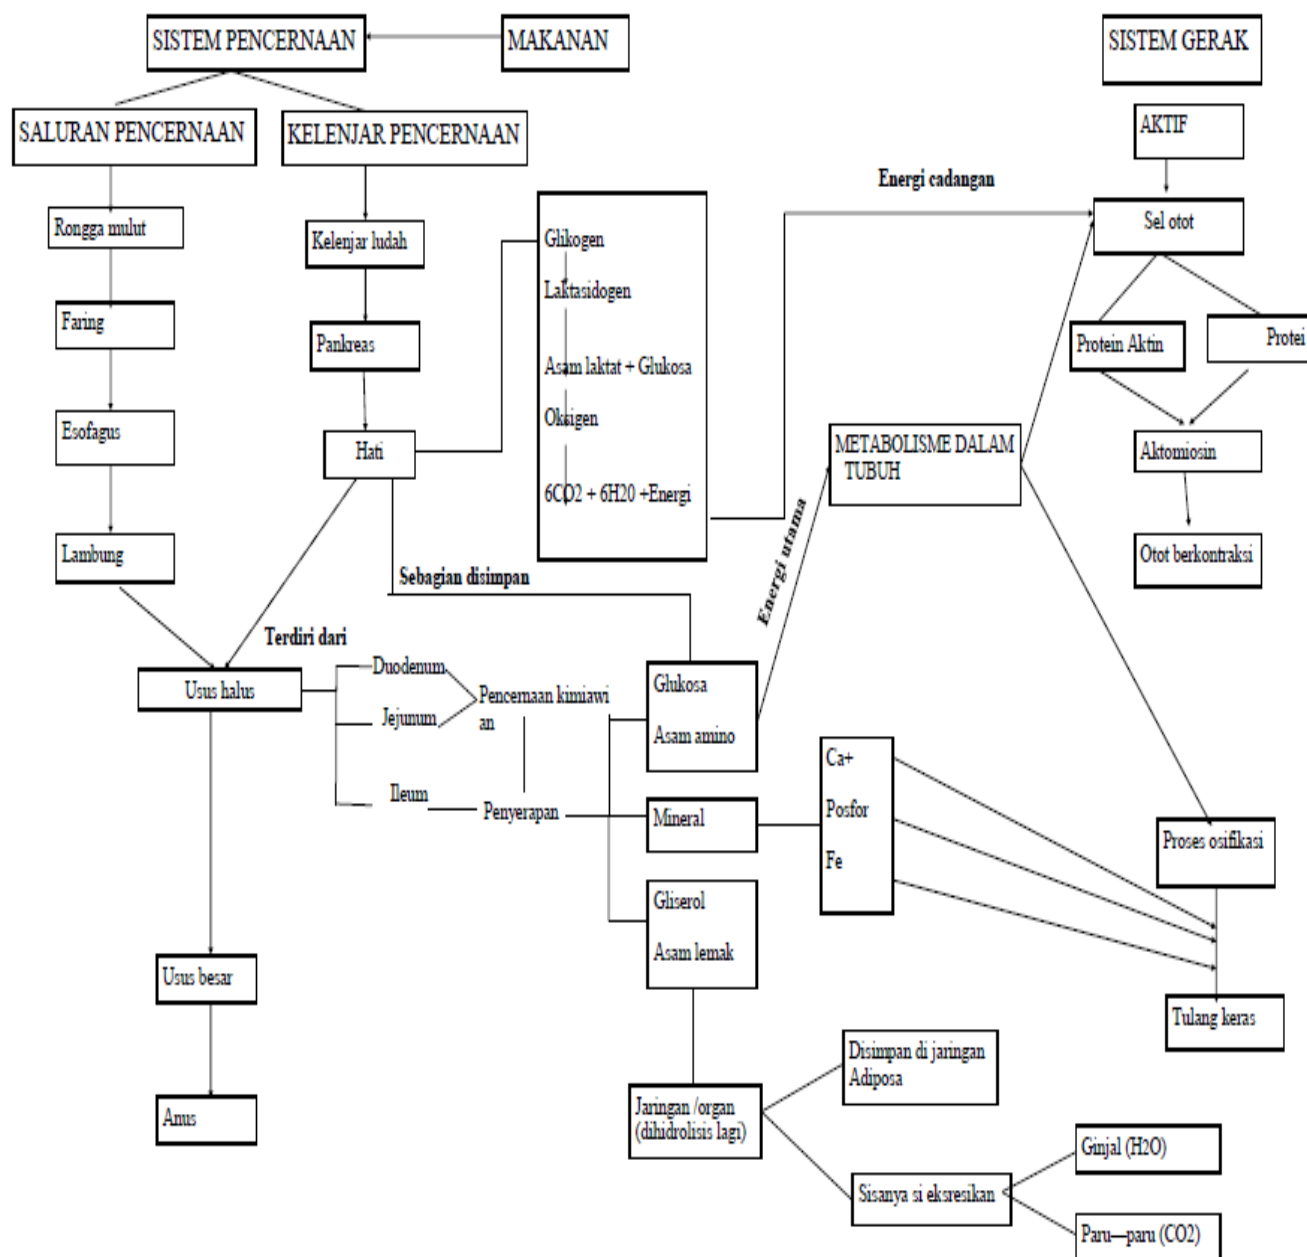 SISTEM PENCERNAAN
MAKANAN
SISTEM GERAK
SALURAN PENCERNAAN
KELENJAR PENCERNAAN
AKTIF
Energi cadangan
Rongga mulut
Kelenjar ludah
Glikogen
Laktasidogen
Asam laktat + Glukosa
Oksigen
6CO2 + 6H20 +Energi
Sel otot
Faring
Pankreas
Protein Aktin
Protei
Esofagus
Hati
METABOLISME DALAM
TUBUH
Aktomiosin
Lambung
Sebagian disimpan
Energi utama
Otot berkontraksi
Terdiri dari
Usus halus
Duodenum
Jejunum
Ileum
Pencernaan kimiawi
an
Penyerapan
Glukosa
Asam amino
Mineral
Gliserol
Asam lemak
Ca+
Posfor
Fe
Proses osifikasi
Tulang keras
Usus besar
Anus
Jaringan /organ
(dihidrolisis lagi)
Disimpan di jaringan
Adiposa
Sisanya si eksresikan
Ginjal (H2O)
Paru—paru (CO2)